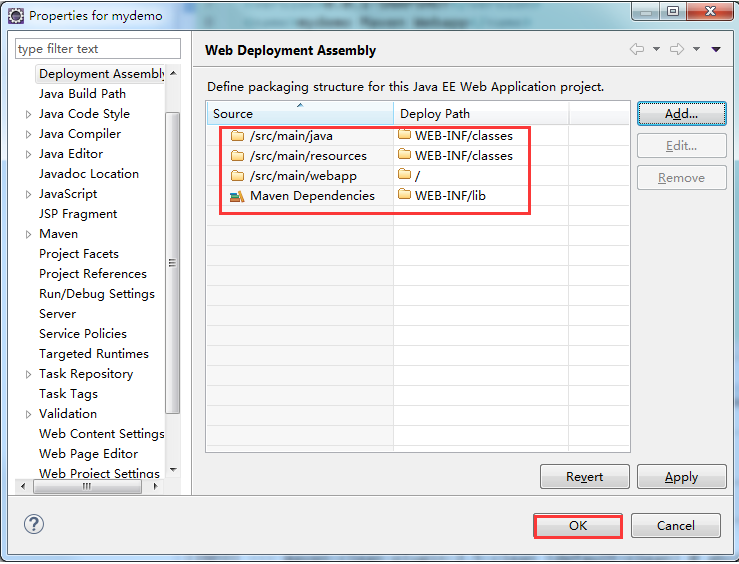 Properties for mydemo
type filter text
Deployment Assembly
Java Build Path
Java Code Style
Java Compiler
Java Editor
Javadoc Location
JavaScript
JSP Fragment
Maven
Project Facets
Project References
Run/Debug Settings
Server
Service Policies
Targeted Runtimes
Task Repository
Task Tags
Validation
Web Content Settings
Web Page Editor
Web Project Settings
Web Deployment Assembly
Define packaging structure for this Java EE Web Application project.
Source Deploy Path
/src/main/java WEB-INF/classes
/src/main/resources WEB-INF/classes
/src/main/webapp /
Maven Dependencies WEB-INF/lib
Add...
Edit...
Remove
Revert Apply
OK Cancel